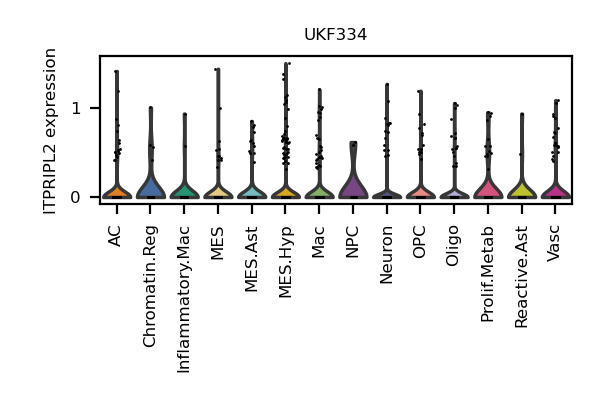 UKF334
ITPRIPL2 expression
1
0
AC
Chromatin.Reg
Inflammatory.Mac
MES
MES.Ast
MES.Hyp
Mac
NPC
Neuron
OPC
Oligo
Prolif.Metab
Reactive.Ast
Vasc